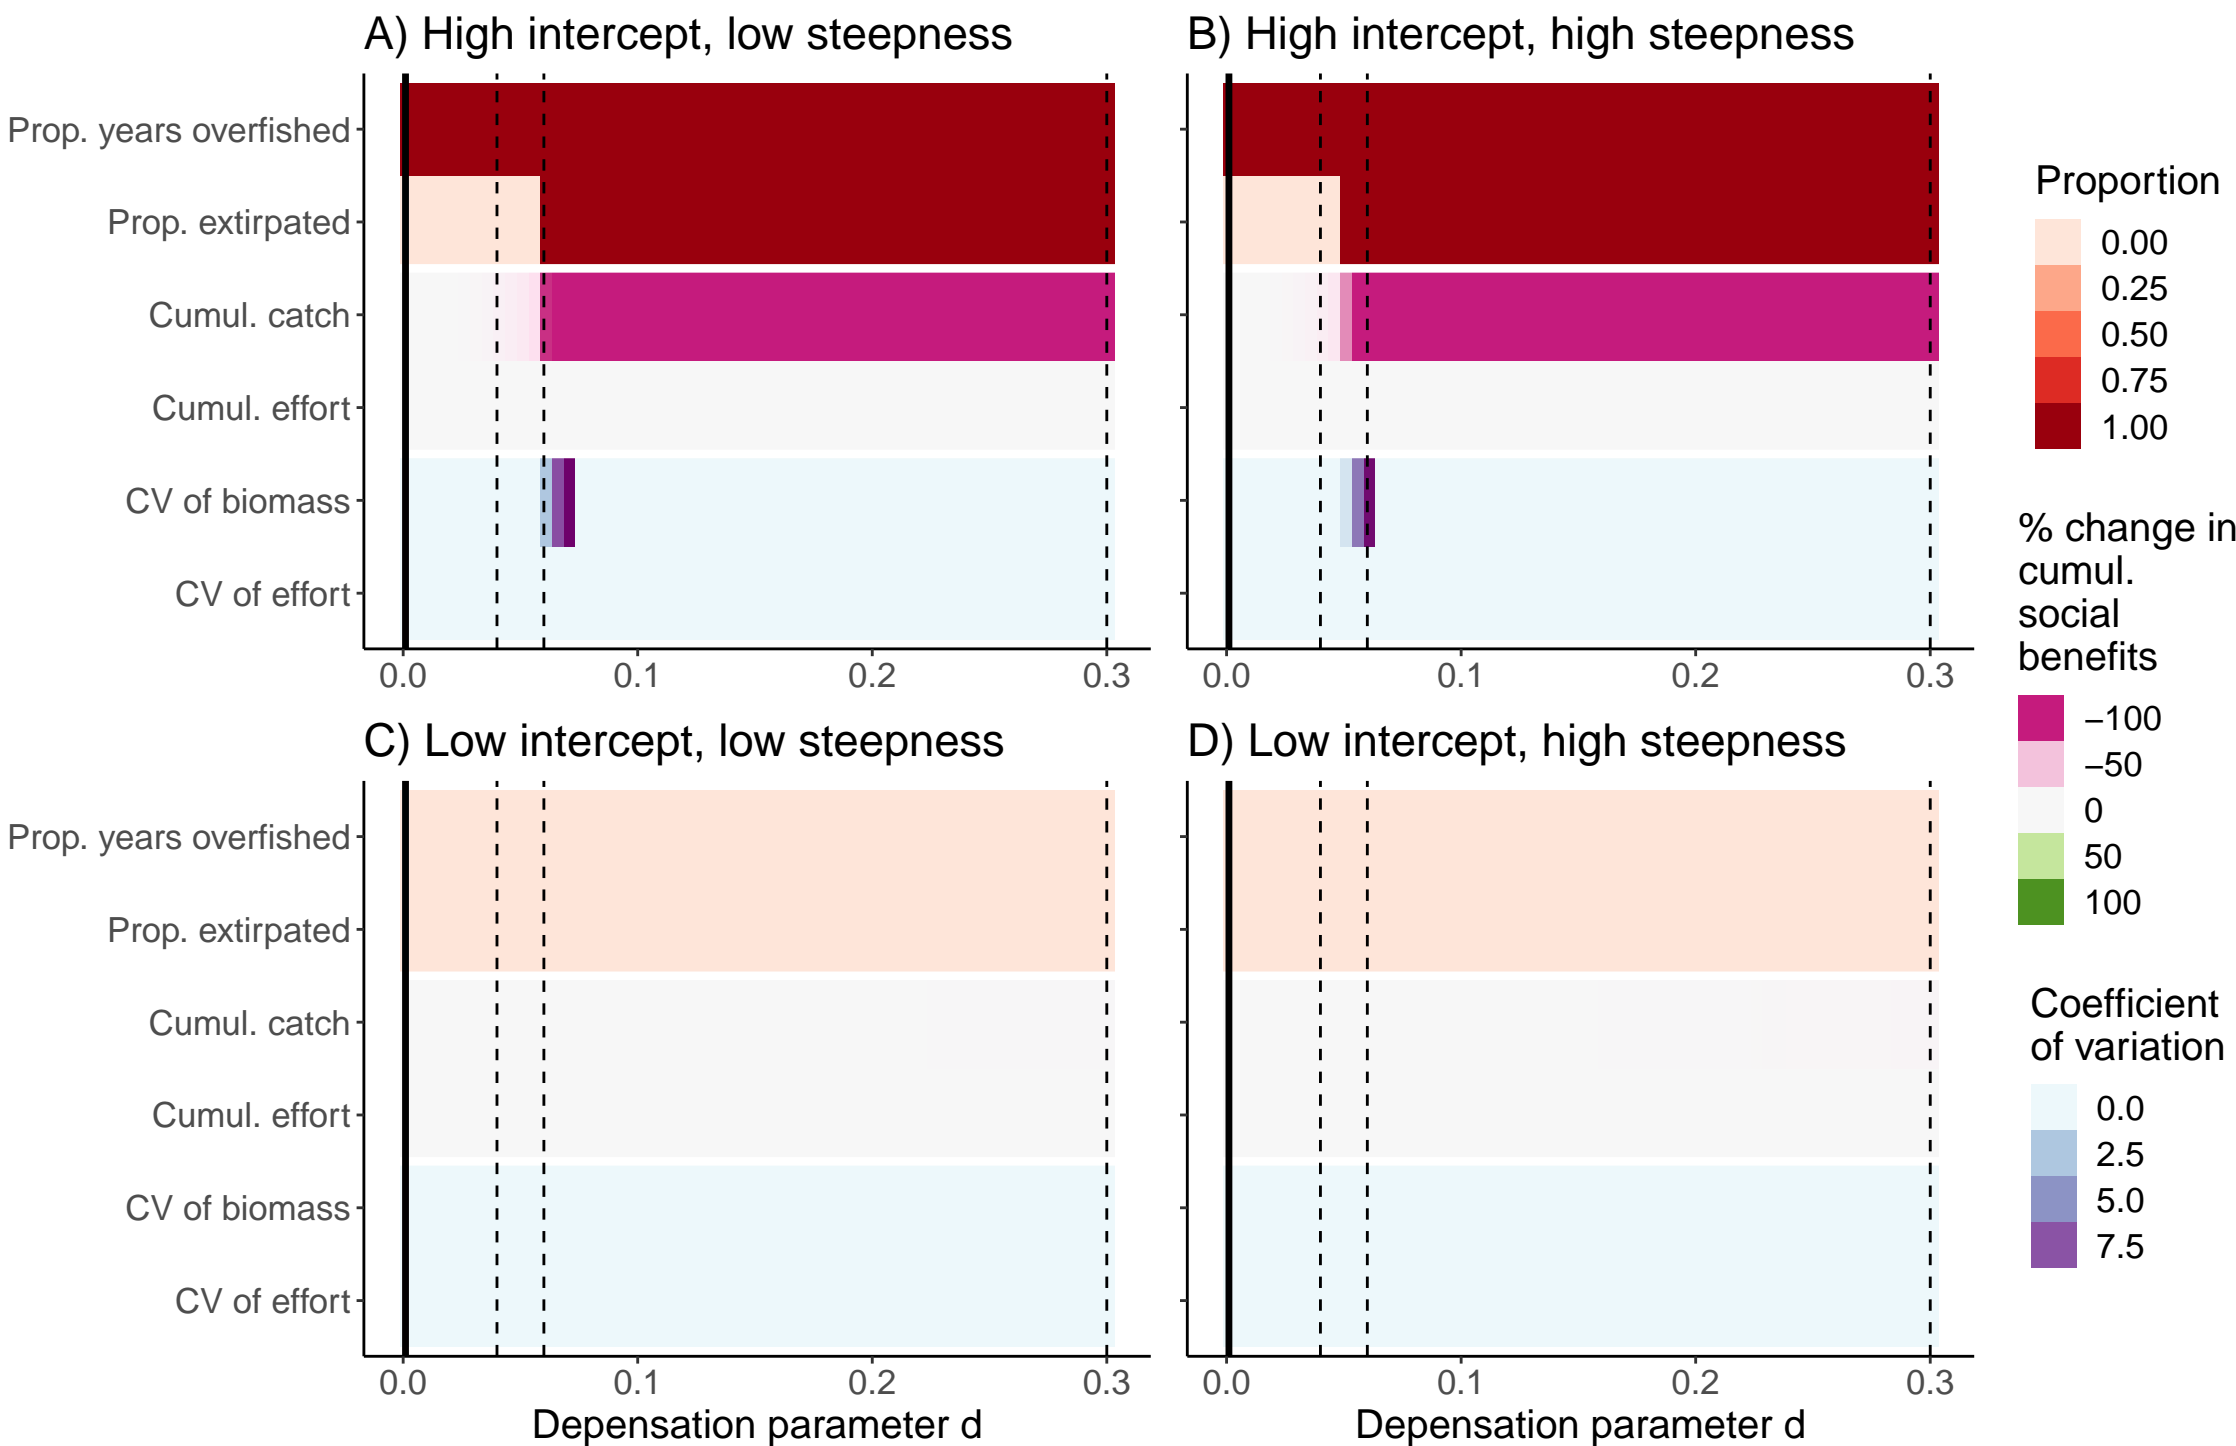 A) High intercept, low steepness
Prop. years overfished
Prop. extirpated
Cumul. catch
Cumul. effort
CV of biomass
CV of effort
0.0 0.1 0.2 0.3
B) High intercept, high steepness
0.0 0.1 0.2 0.3
C) Low intercept, low steepness
Prop. years overfished
Prop. extirpated
Cumul. catch
Cumul. effort
CV of biomass
CV of effort
0.0 0.1 0.2 0.3
Depensation parameter d
D) Low intercept, high steepness
0.0 0.1 0.2 0.3
Depensation parameter d
Proportion
0.00
0.25
0.50
0.75
1.00
% change in
cumul.
social
benefits
−100
−50
0
50
100
Coefficient
of variation
0.0
2.5
5.0
7.5